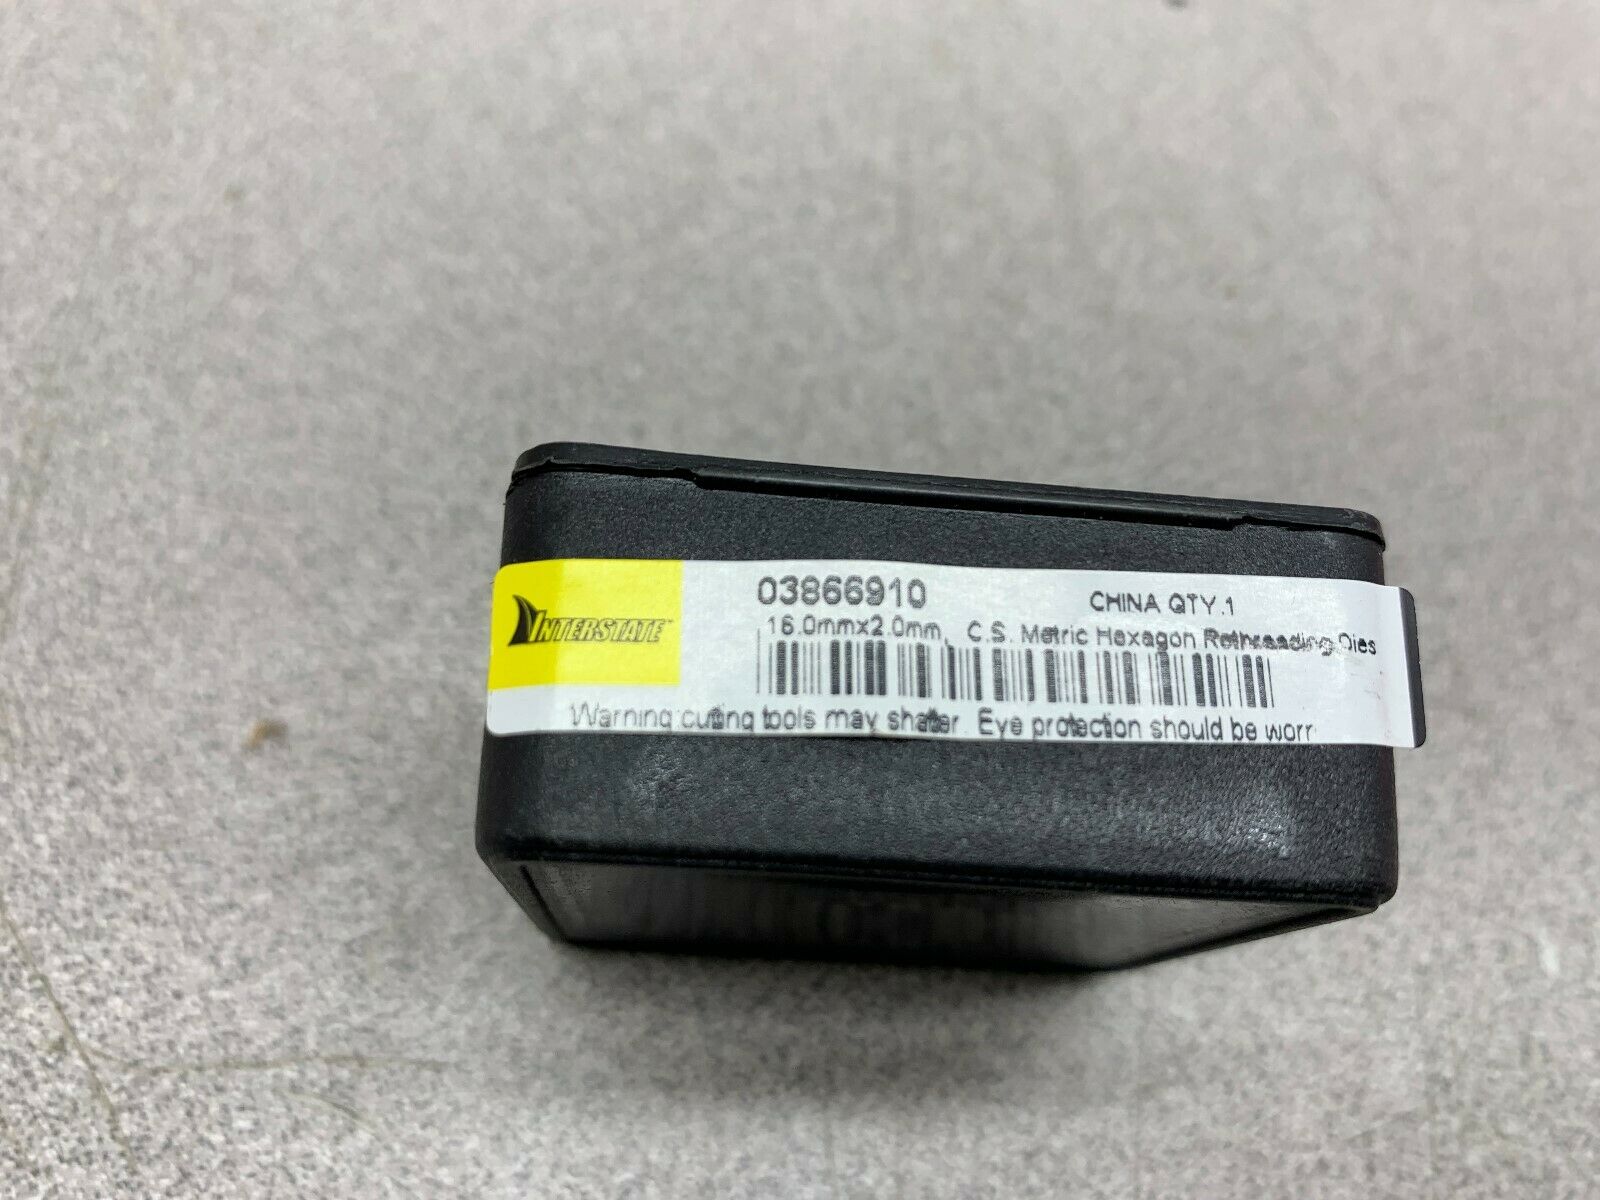 INTERSTATE™
03866910
CHINA QTY.1
16.0mmx2.0mm, C.S. Metric Hexagon Rethreading Dies
Warning:cutting tools may shatter. Eye protection should be worn